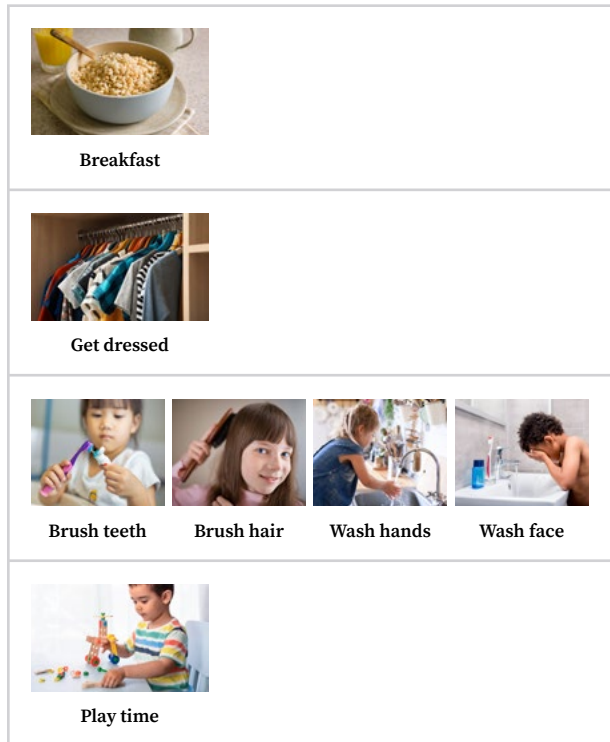 Breakfast
Get dressed
Brush teeth Brush hair Wash hands Wash face
Play time